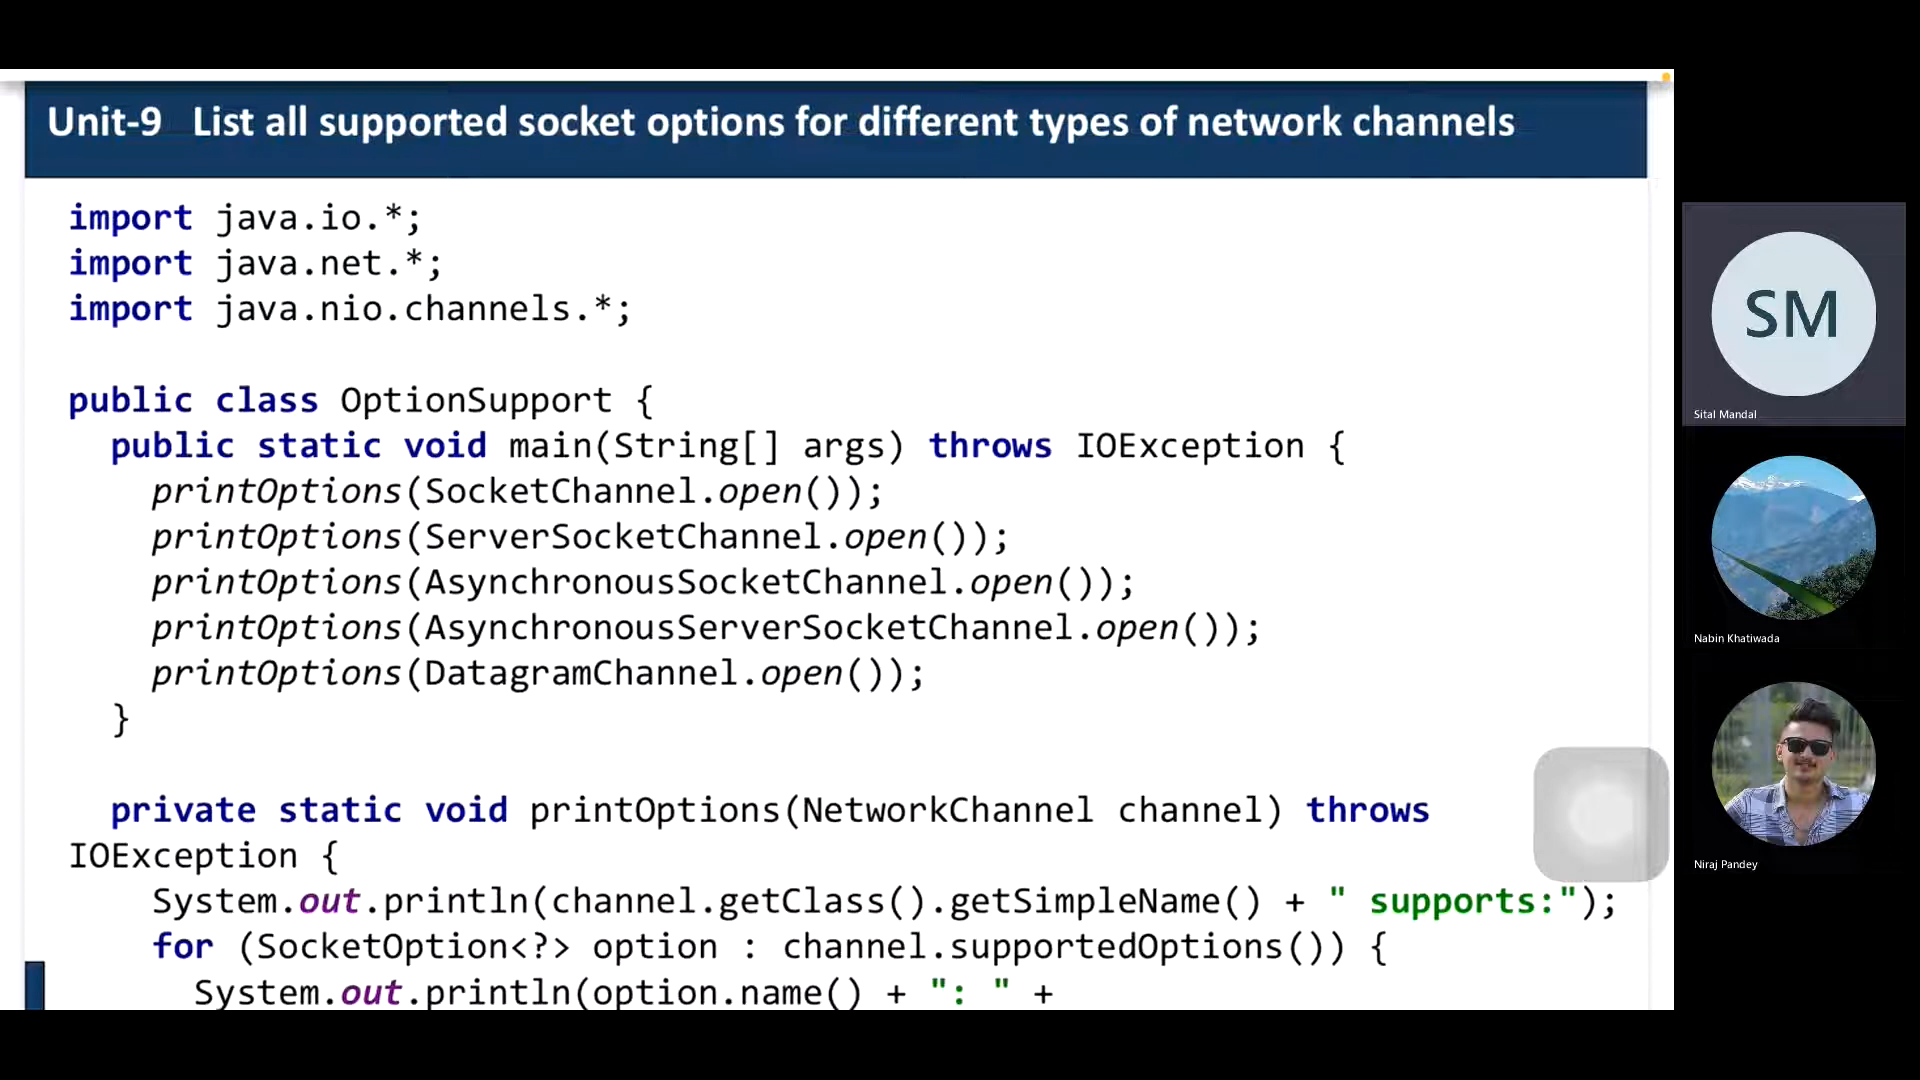 Unit-9 List all supported socket options for different types of network channels
import java.io.*;
import java.net.*;
import java.nio.channels.*;
public class OptionSupport {
public static void main(String[] args) throws IOException {
printOptions(SocketChannel.open());
printOptions(ServerSocketChannel.open());
printOptions(AsynchronousSocketChannel.open());
printOptions(AsynchronousServerSocketChannel.open());
printOptions(DatagramChannel.open());
}
private static void printOptions(NetworkChannel channel) throws
IOException {
System.out.println(channel.getClass().getSimpleName() + " supports:");
for (SocketOption<?> option : channel.supportedOptions()) {
System.out.println(option.name() + ": " +
SM
Sital Mandal
Nabin Khatiwada
Niraj Pandey